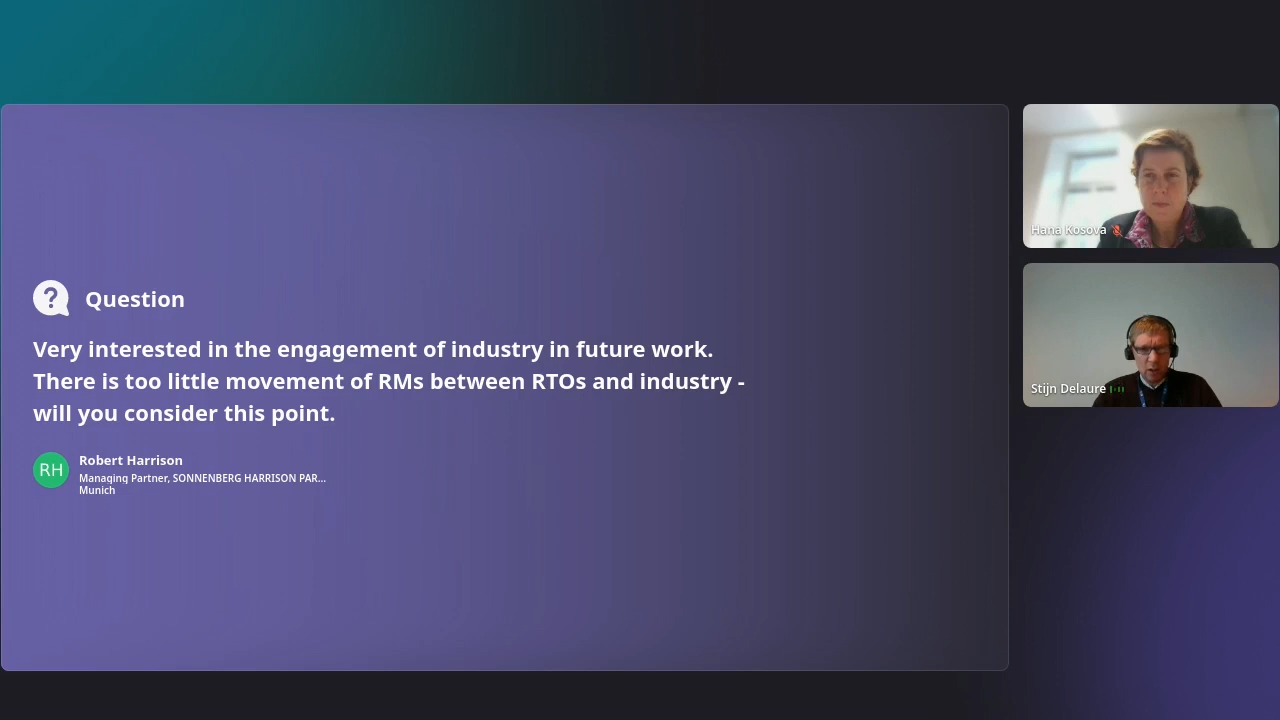 Question
Very interested in the engagement of industry in future work.
There is too little movement of RMs between RTOs and industry -
will you consider this point.
RH
Robert Harrison
Managing Partner, SONNENBERG HARRISON PAR...
Munich
Hana Kosova
Stijn Delaure